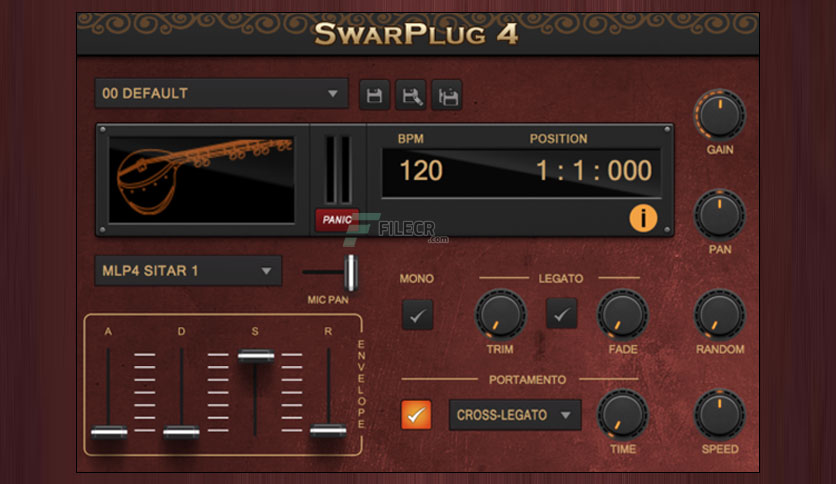 SwarPlug 4
00 DEFAULT
GAIN
BPM
POSITION
120
1 : 1 : 000
PANIC
i
FILECR
.com
PAN
MLP4 SITAR 1
MIC PAN
MONO
LEGATO
TRIM
FADE
RANDOM
A
D
S
R
ENVELOPE
PORTAMENTO
CROSS-LEGATO
TIME
SPEED